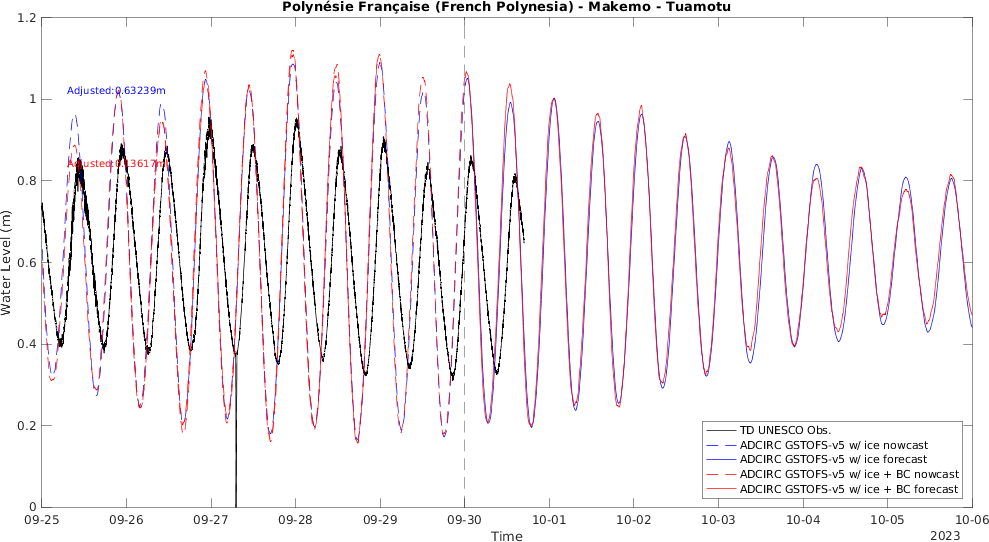 Polynésie Française (French Polynesia) - Makemo - Tuamotu
1.2
1
0.8
0.6
0.4
0.2
0
Water Level (m)
Adjusted:0.63239m
Adjusted:0.13617m
TD UNESCO Obs.
ADCIRC GSTOFS-v5 w/ ice nowcast
ADCIRC GSTOFS-v5 w/ ice forecast
ADCIRC GSTOFS-v5 w/ ice + BC nowcast
ADCIRC GSTOFS-v5 w/ ice + BC forecast
09-25 09-26 09-27 09-28 09-29 09-30 10-01 10-02 10-03 10-04 10-05 10-06
Time
2023